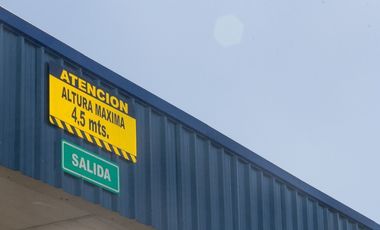 ATENCION
ALTURA MAXIMA
4,5 mts.
SALIDA